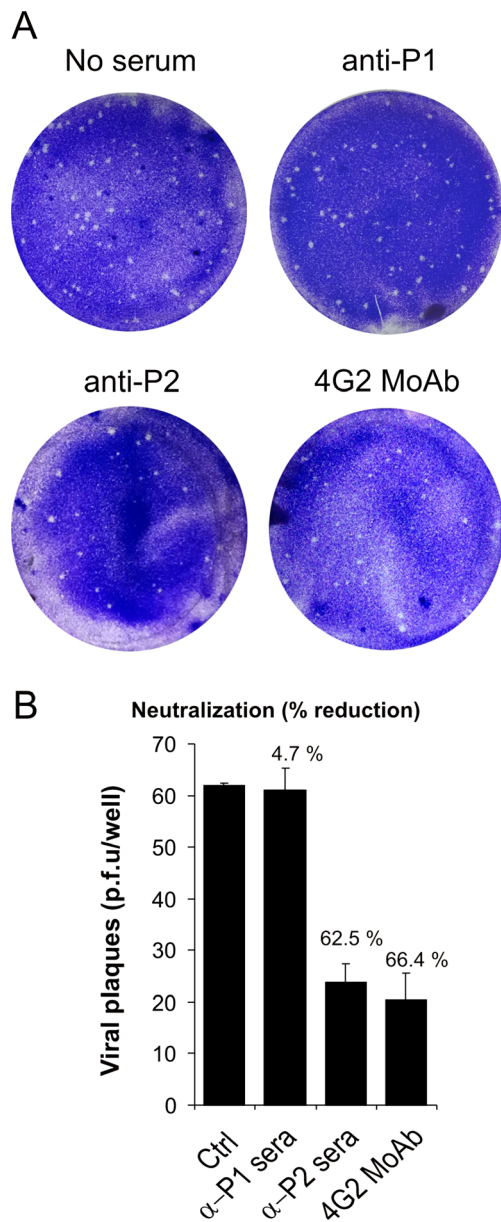 A
No serum
anti-P1
anti-P2
4G2 MoAb
B
Neutralization (% reduction)
Viral plaques (p.f.u/well)
70
60
50
40
30
20
10
0
4.7 %
62.5 %
66.4 %
Ctrl
α-P1 sera
α-P2 sera
4G2 MoAb